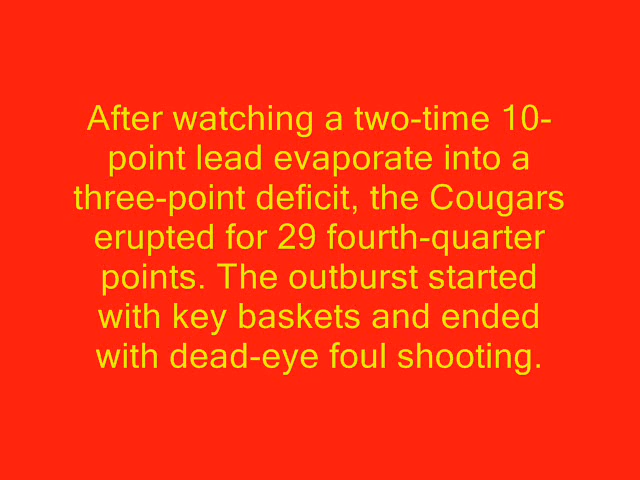 After watching a two-time 10-
point lead evaporate into a
three-point deficit, the Cougars
erupted for 29 fourth-quarter
points. The outburst started
with key baskets and ended
with dead-eye foul shooting.